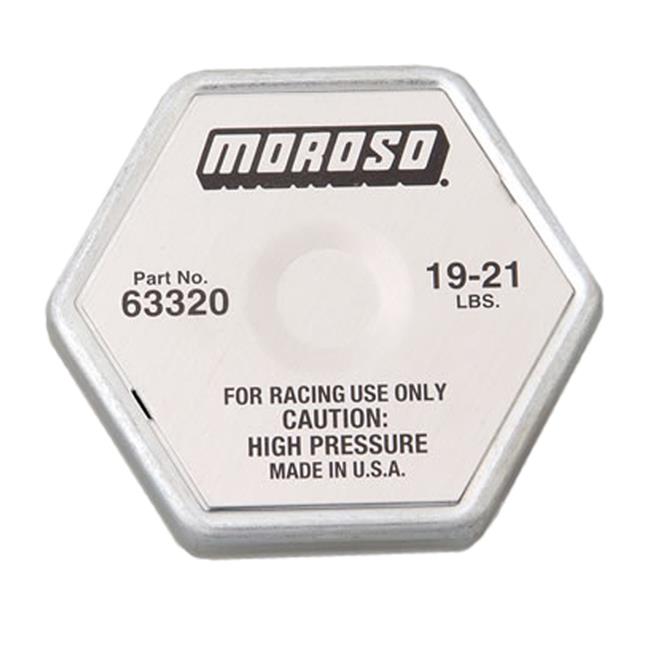 MOROSO.
Part No.
63320
19-21
LBS.
FOR RACING USE ONLY
CAUTION:
HIGH PRESSURE
MADE IN U.S.A.